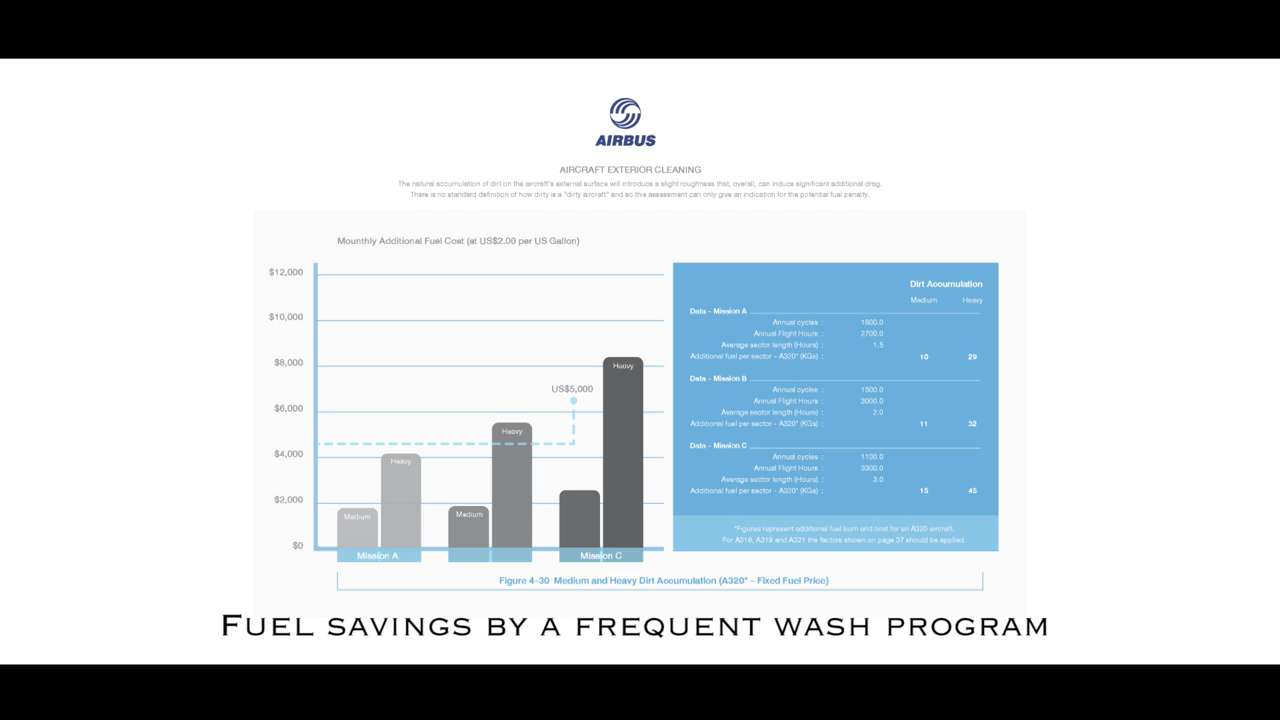 AIRBUS
AIRCRAFT EXTERIOR CLEANING
The natural accumulation of dirt on the aircraft's external surface will introduce a slight roughness that, overall, can induce significant additional drag.
There is no standard definition of how dirty is a "dirty aircraft" and so this assessment can only give an indication for the potential fuel penalty.
Mounthly Additional Fuel Cost (at US$2.00 per US Gallon)
$12,000
$10,000
$8,000
$6,000
$4,000
$2,000
$0
US$5,000
Medium
Heavy
Medium
Heavy
Heavy
Mission A
Mission C
Dirt Accumulation
Medium Heavy
Data – Mission A
Annual cycles : 1800.0
Annual Flight Hours : 2700.0
Average sector length (Hours) : 1.5
Additional fuel per sector – A320* (KGs) : 10 29
Data – Mission B
Annual cycles : 1500.0
Annual Flight Hours : 3000.0
Average sector length (Hours) : 2.0
Additional fuel per sector – A320* (KGs) : 11 32
Data – Mission C
Annual cycles : 1100.0
Annual Flight Hours : 3300.0
Average sector length (Hours) : 3.0
Additional fuel per sector – A320* (KGs) : 15 45
*Figures represent additional fuel burn and cost for an A320 aircraft.
For A318, A319 and A321 the factors shown on page 37 should be applied.
Figure 4–30 Medium and Heavy Dirt Accumulation (A320* – Fixed Fuel Price)
FUEL SAVINGS BY A FREQUENT WASH PROGRAM